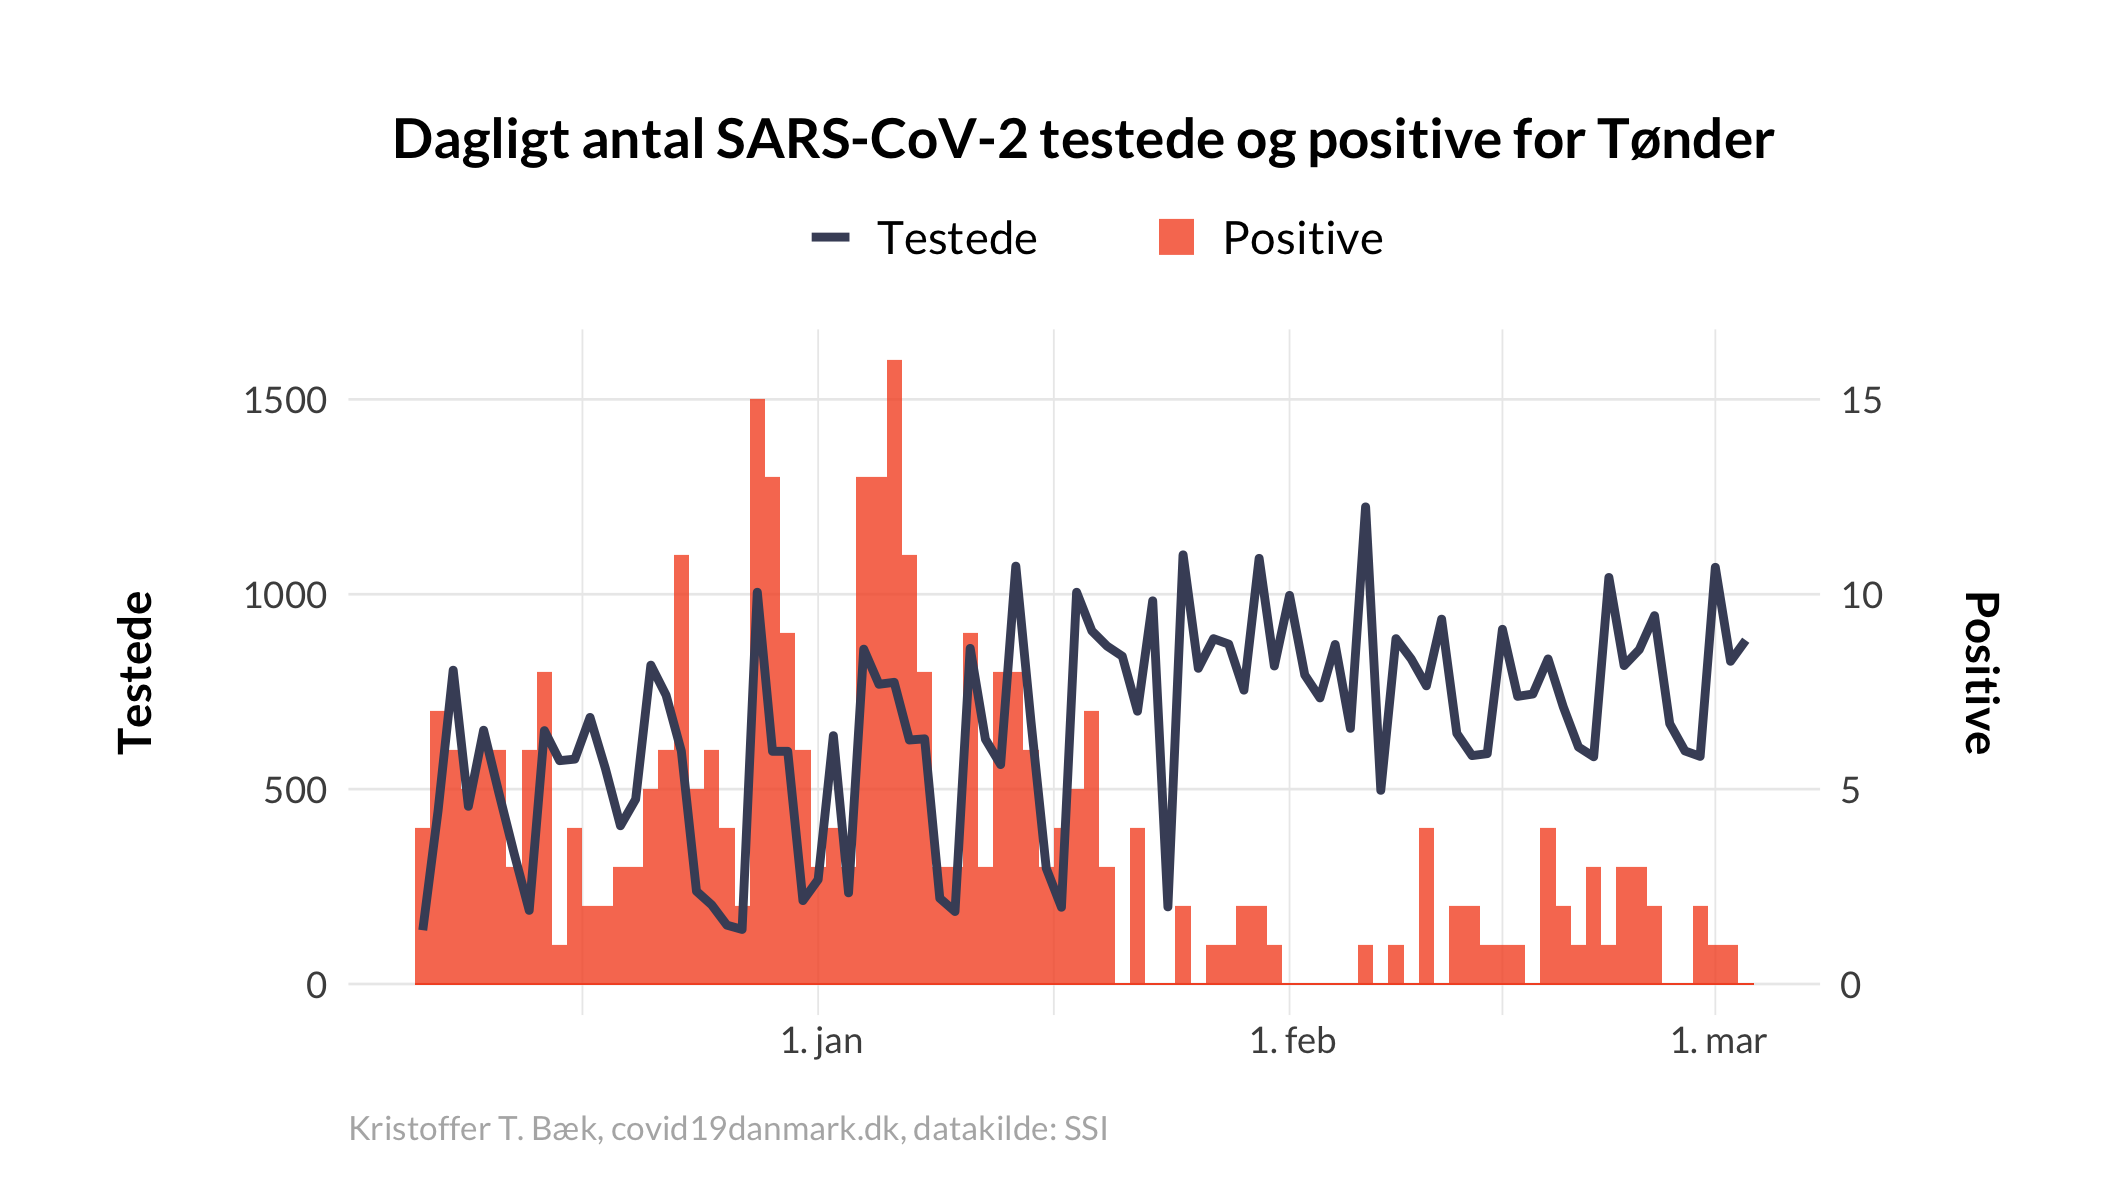 Dagligt antal SARS-CoV-2 testede og positive for Tønder
Testede Positive
1500 15
1000 10
500 5
0 0
Testede
Positive
1. jan 1. feb 1. mar
Kristoffer T. Bæk, covid19danmark.dk, datakilde: SSI